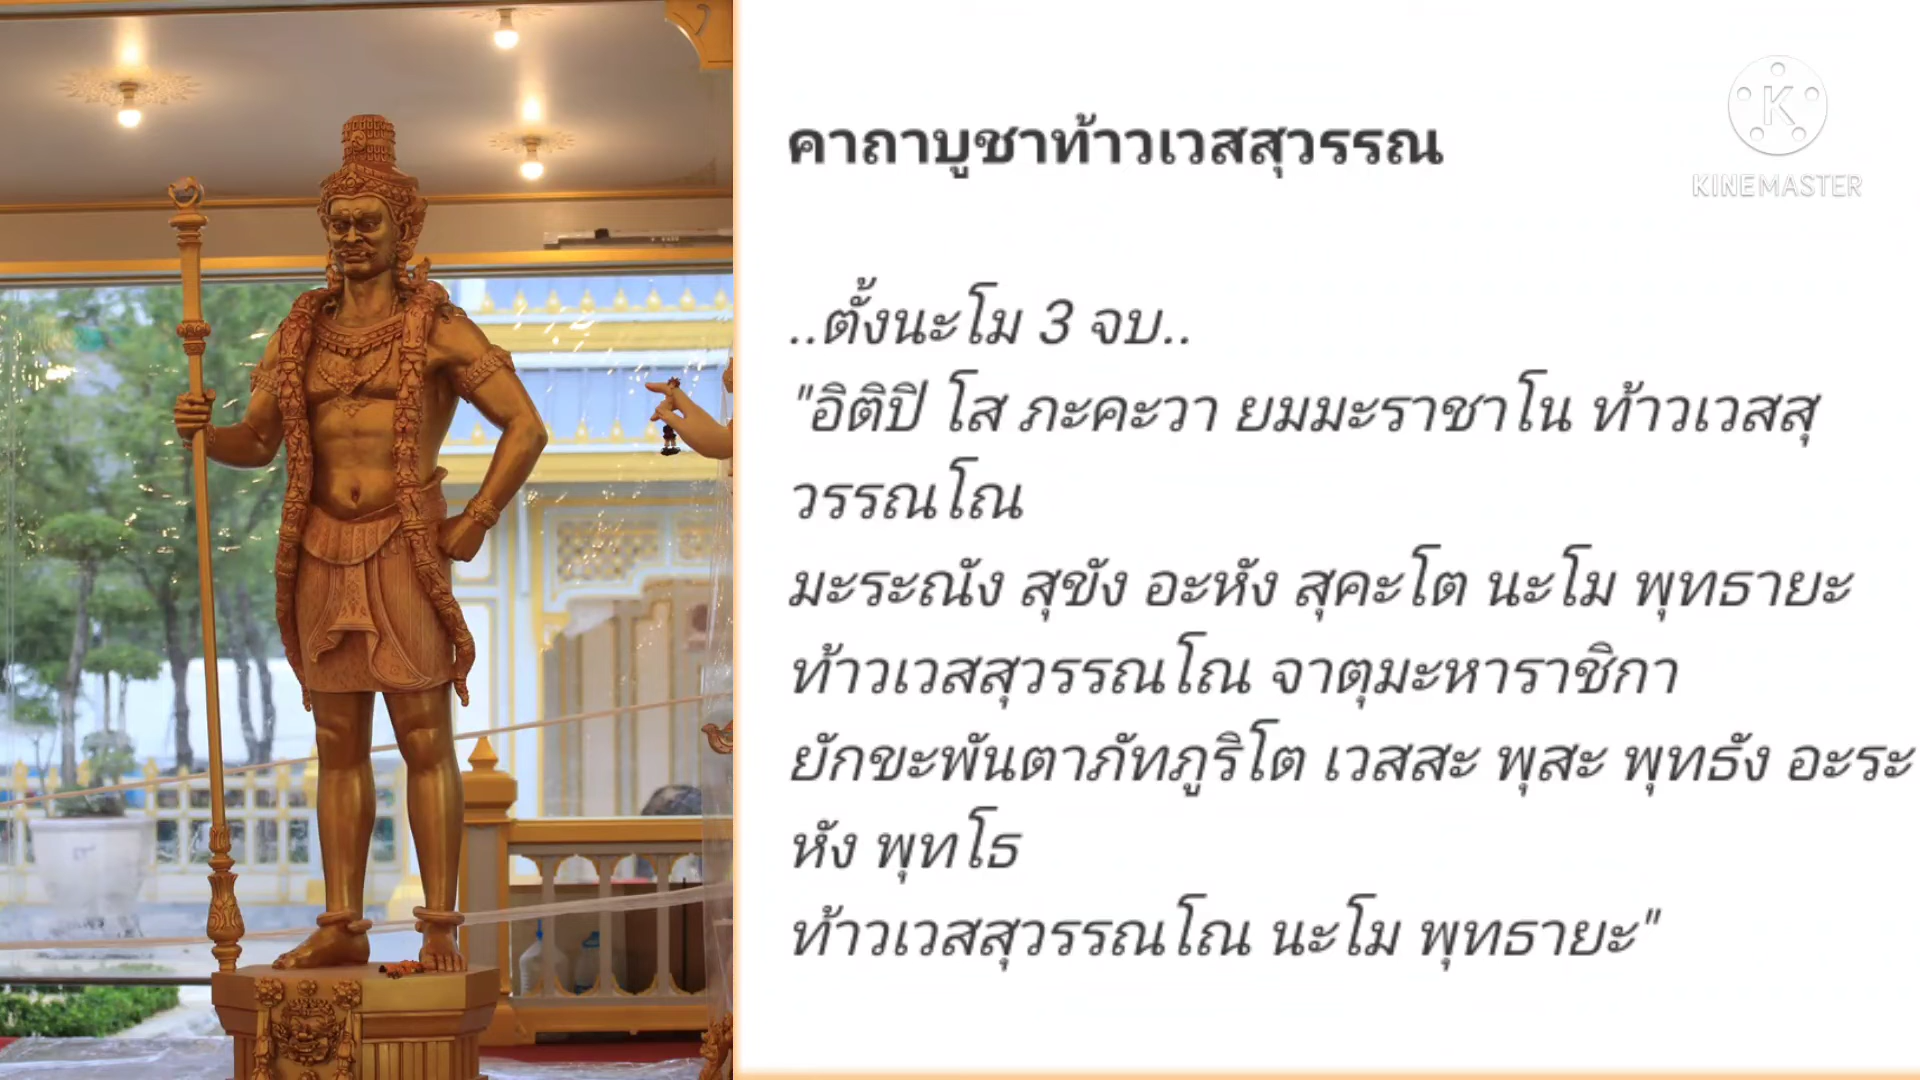 คาถาบูชาท้าวเวสสุวรรณ
..ตั้งนะโม 3 จบ..
"อิติปิ โส ภะคะวา ยมมะราชาโน ท้าวเวสสุ
วรรณโณ
มะระณัง สุขัง อะหัง สุคะโต นะโม พุทธายะ
ท้าวเวสสุวรรณโณ จาตุมะหาราชิกา
ยักขะพันตาภัทภูริโต เวสสะ พุสะ พุทธัง อะระ
หัง พุทโธ
ท้าวเวสสุวรรณโณ นะโม พุทธายะ"
K
KINEMASTER